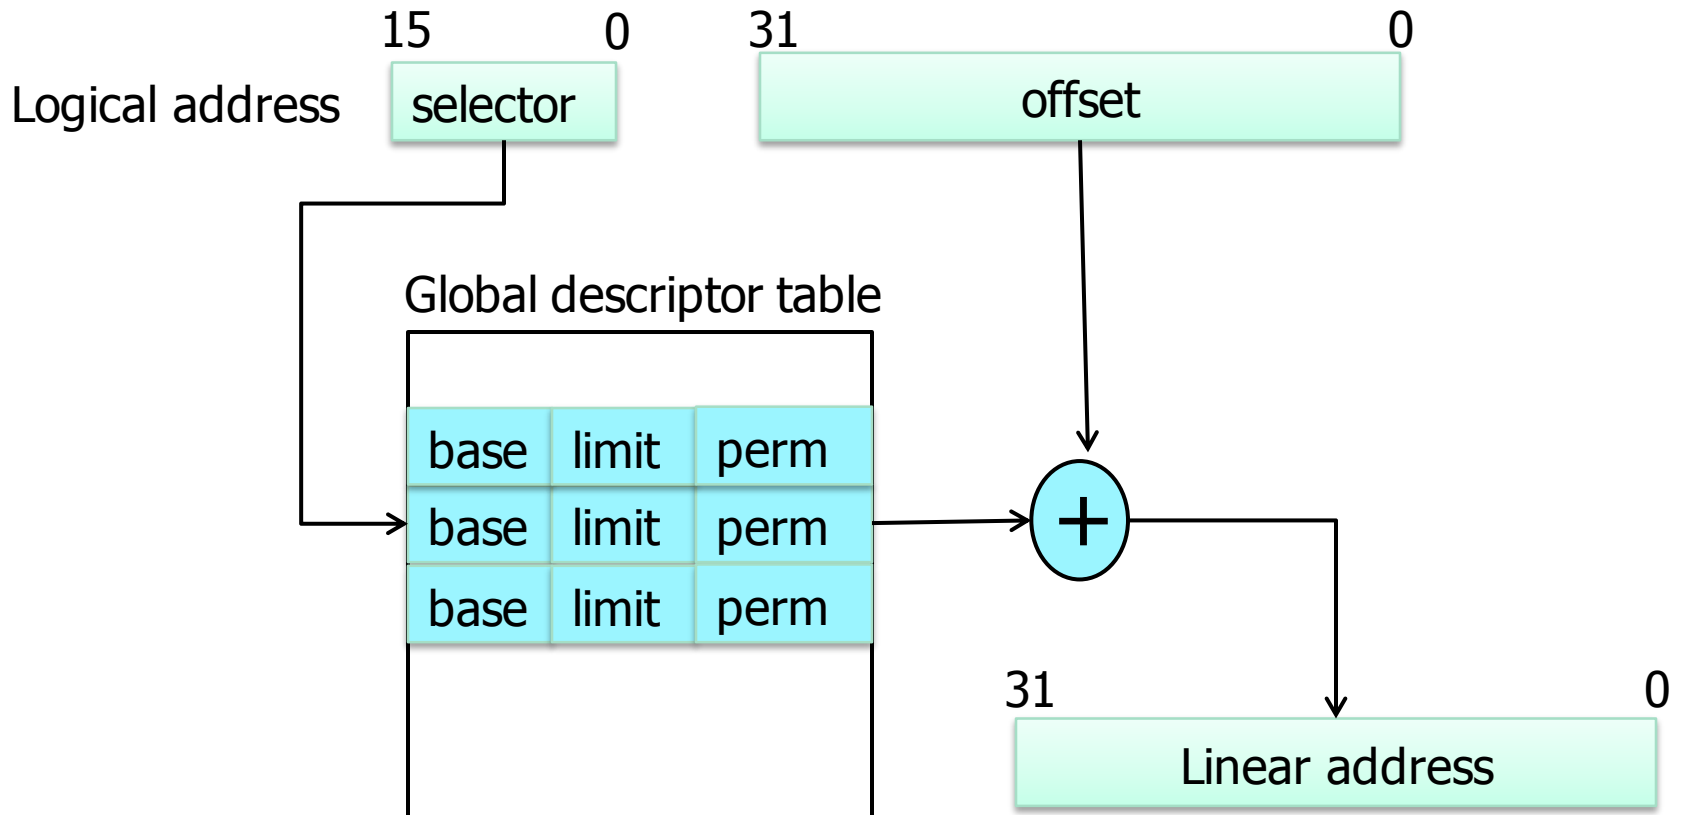 15 0 31 0
Logical address selector offset
Global descriptor table
base limit perm
base limit perm
+
base limit perm
31 0
Linear address